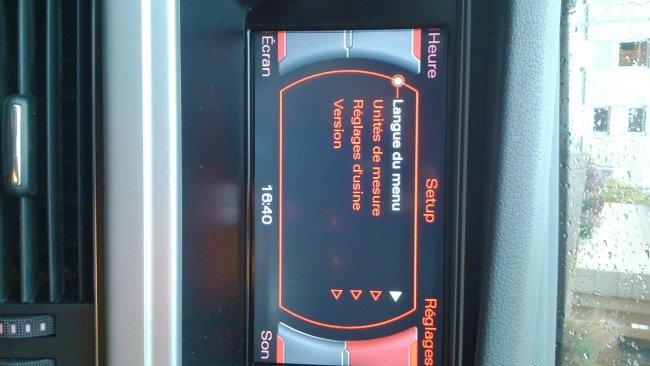 Heure
Setup
Réglages
Langue du menu
Unités de mesure
Réglages d'usine
Version
Écran
16:40
Son